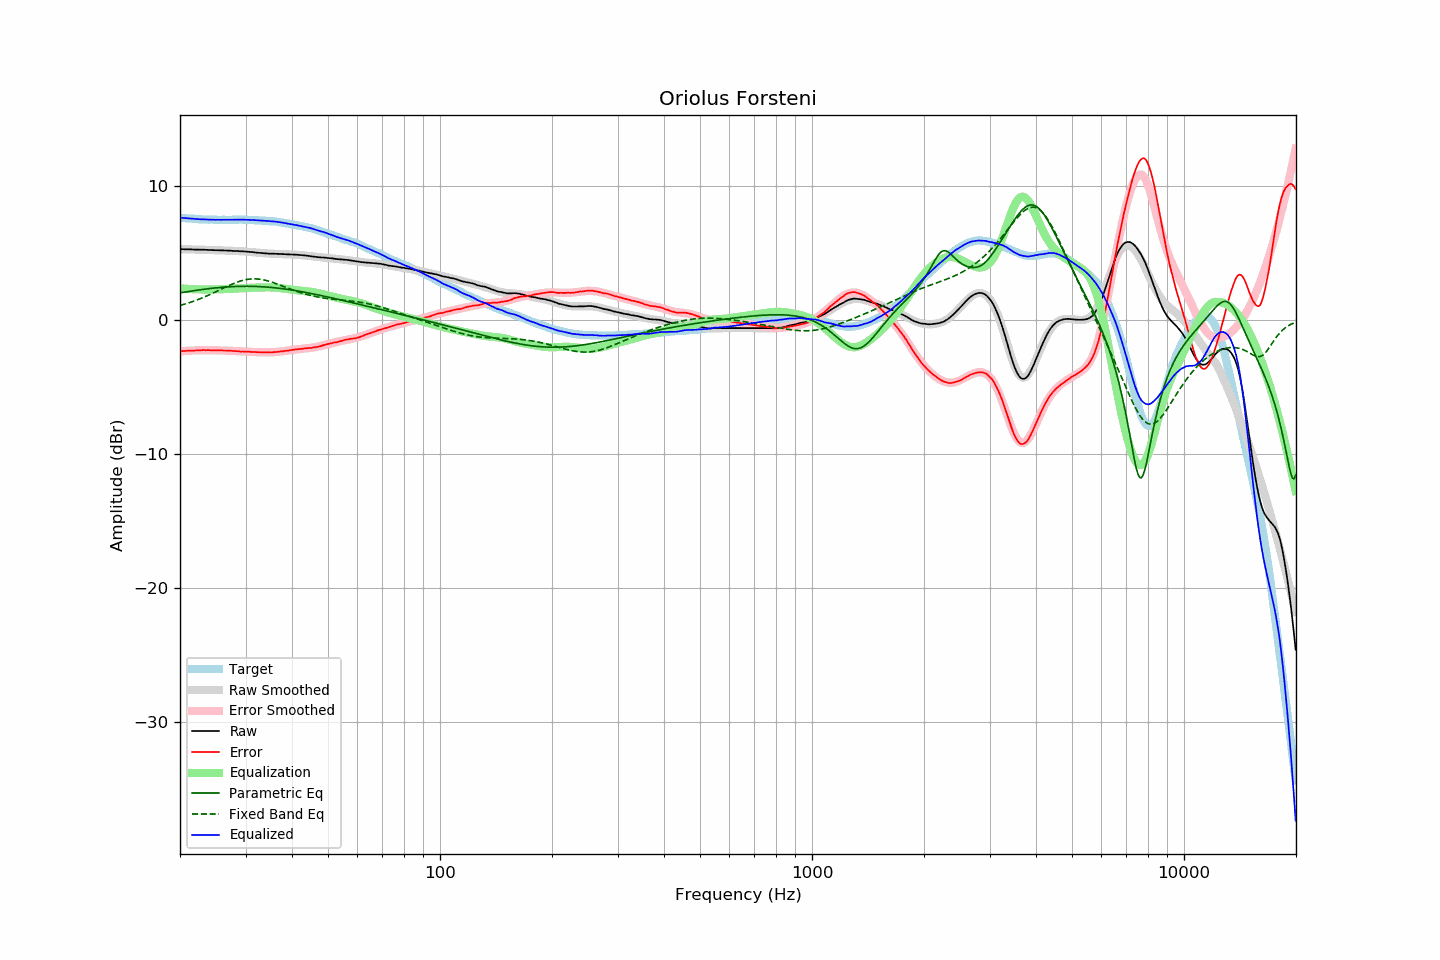 Oriolus Forsteni
Amplitude (dBr)
10
0
−10
−20
−30
Target
Raw Smoothed
Error Smoothed
Raw
Error
Equalization
Parametric Eq
Fixed Band Eq
Equalized
100
1000
10000
Frequency (Hz)